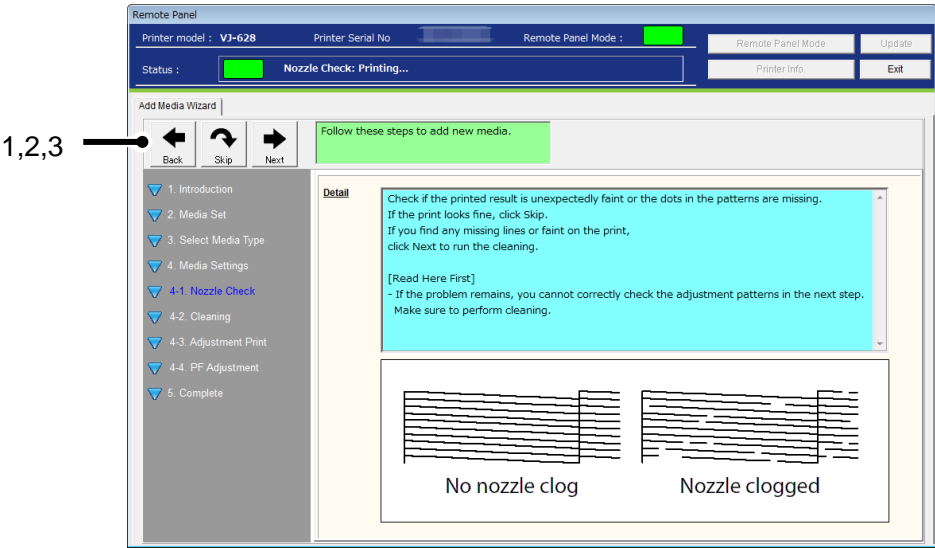 Remote Panel
Printer model : VJ-628 Printer Serial No Remote Panel Mode :
Remote Panel Mode Update
Status : Nozzle Check: Printing...
Printer Info. Exit
Add Media Wizard
1,2,3
Back Skip Next
Follow these steps to add new media.
1. Introduction
2. Media Set
3. Select Media Type
4. Media Settings
4-1. Nozzle Check
4-2. Cleaning
4-3. Adjustment Print
4-4. PF Adjustment
5. Complete
Detail
Check if the printed result is unexpectedly faint or the dots in the patterns are missing.
If the print looks fine, click Skip.
If you find any missing lines or faint on the print,
click Next to run the cleaning.
[Read Here First]
- If the problem remains, you cannot correctly check the adjustment patterns in the next step.
Make sure to perform cleaning.
No nozzle clog Nozzle clogged